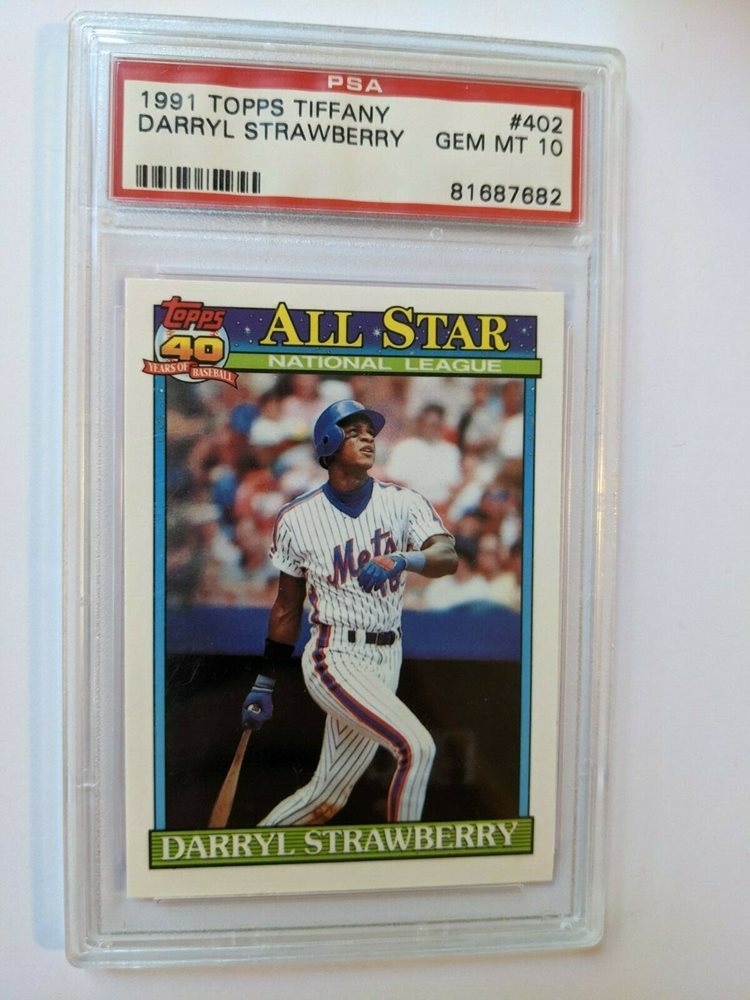 PSA
1991 TOPPS TIFFANY #402
DARRYL STRAWBERRY GEM MT 10
81687682
TOPPS
40
YEARS OF BASEBALL
ALL STAR
NATIONAL LEAGUE
Mets
18
DARRYL STRAWBERRY